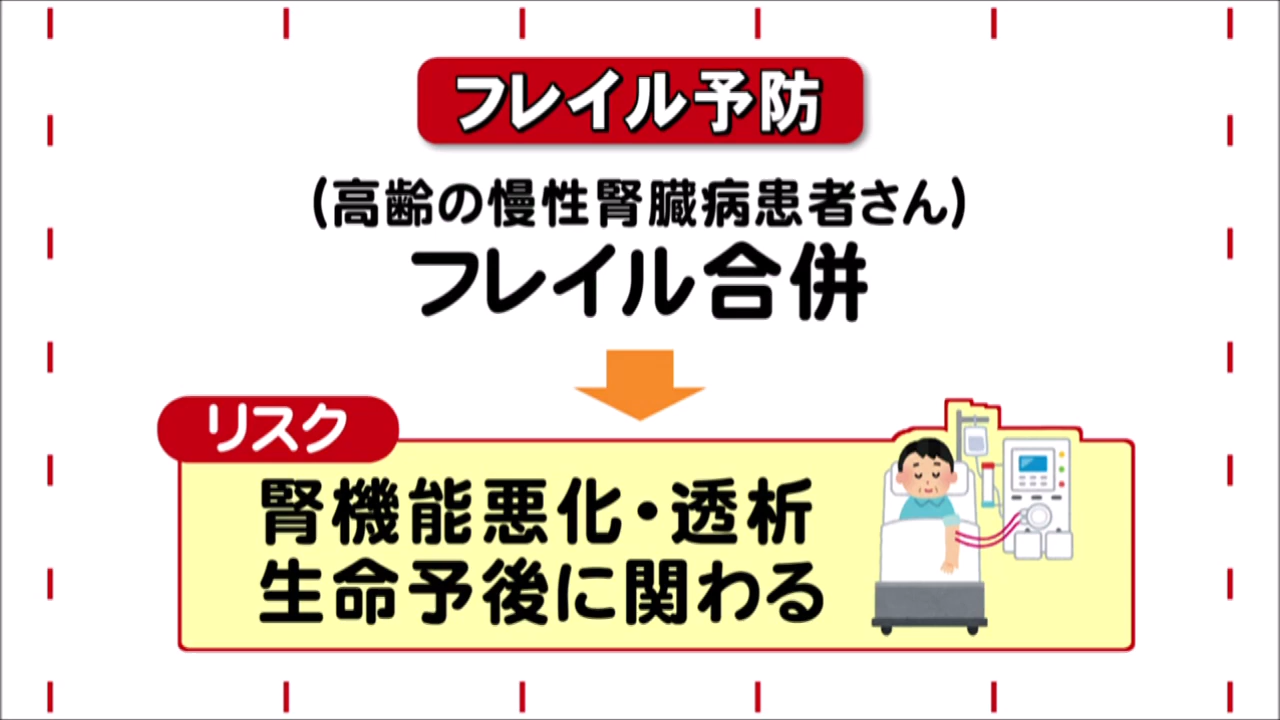 フレイル予防
(高齢の慢性腎臓病患者さん)
フレイル合併
リスク
腎機能悪化・透析
生命予後に関わる